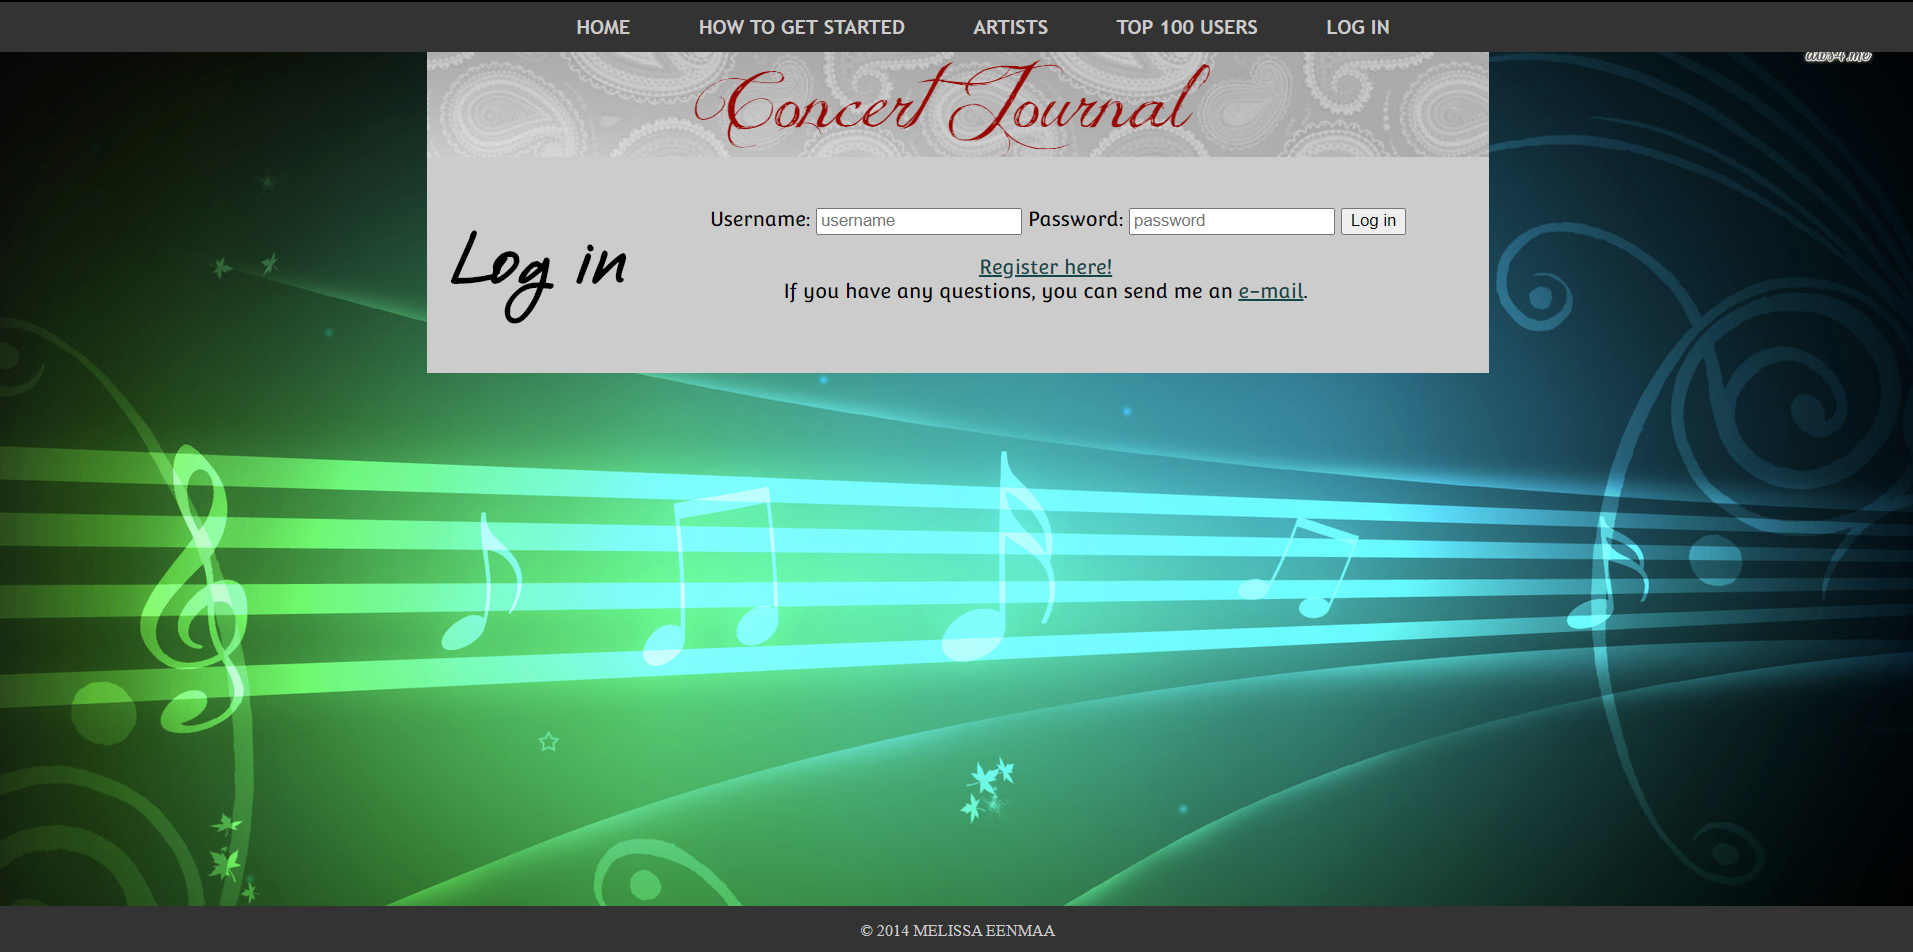 HOME HOW TO GET STARTED ARTISTS TOP 100 USERS LOG IN
Concert Journal
Log in
Username: username Password: password Log in
Register here!
If you have any questions, you can send me an e-mail.
© 2014 MELISSA EENMAA